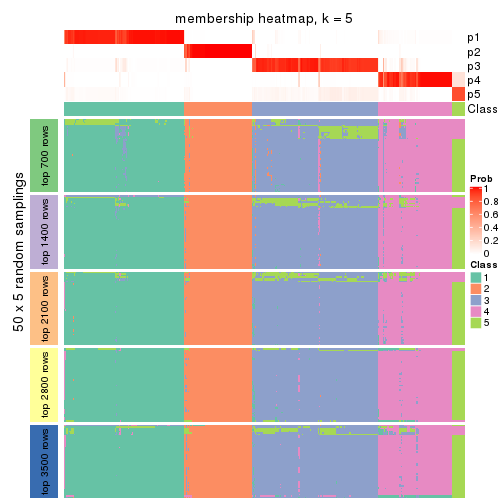 membership heatmap, k = 5
p1
p2
p3
p4
p5
Class
50 x 5 random samplings
top 700 rows
top 1400 rows
top 2100 rows
top 2800 rows
top 3500 rows
Prob
1
0.8
0.6
0.4
0.2
0
Class
1
2
3
4
5